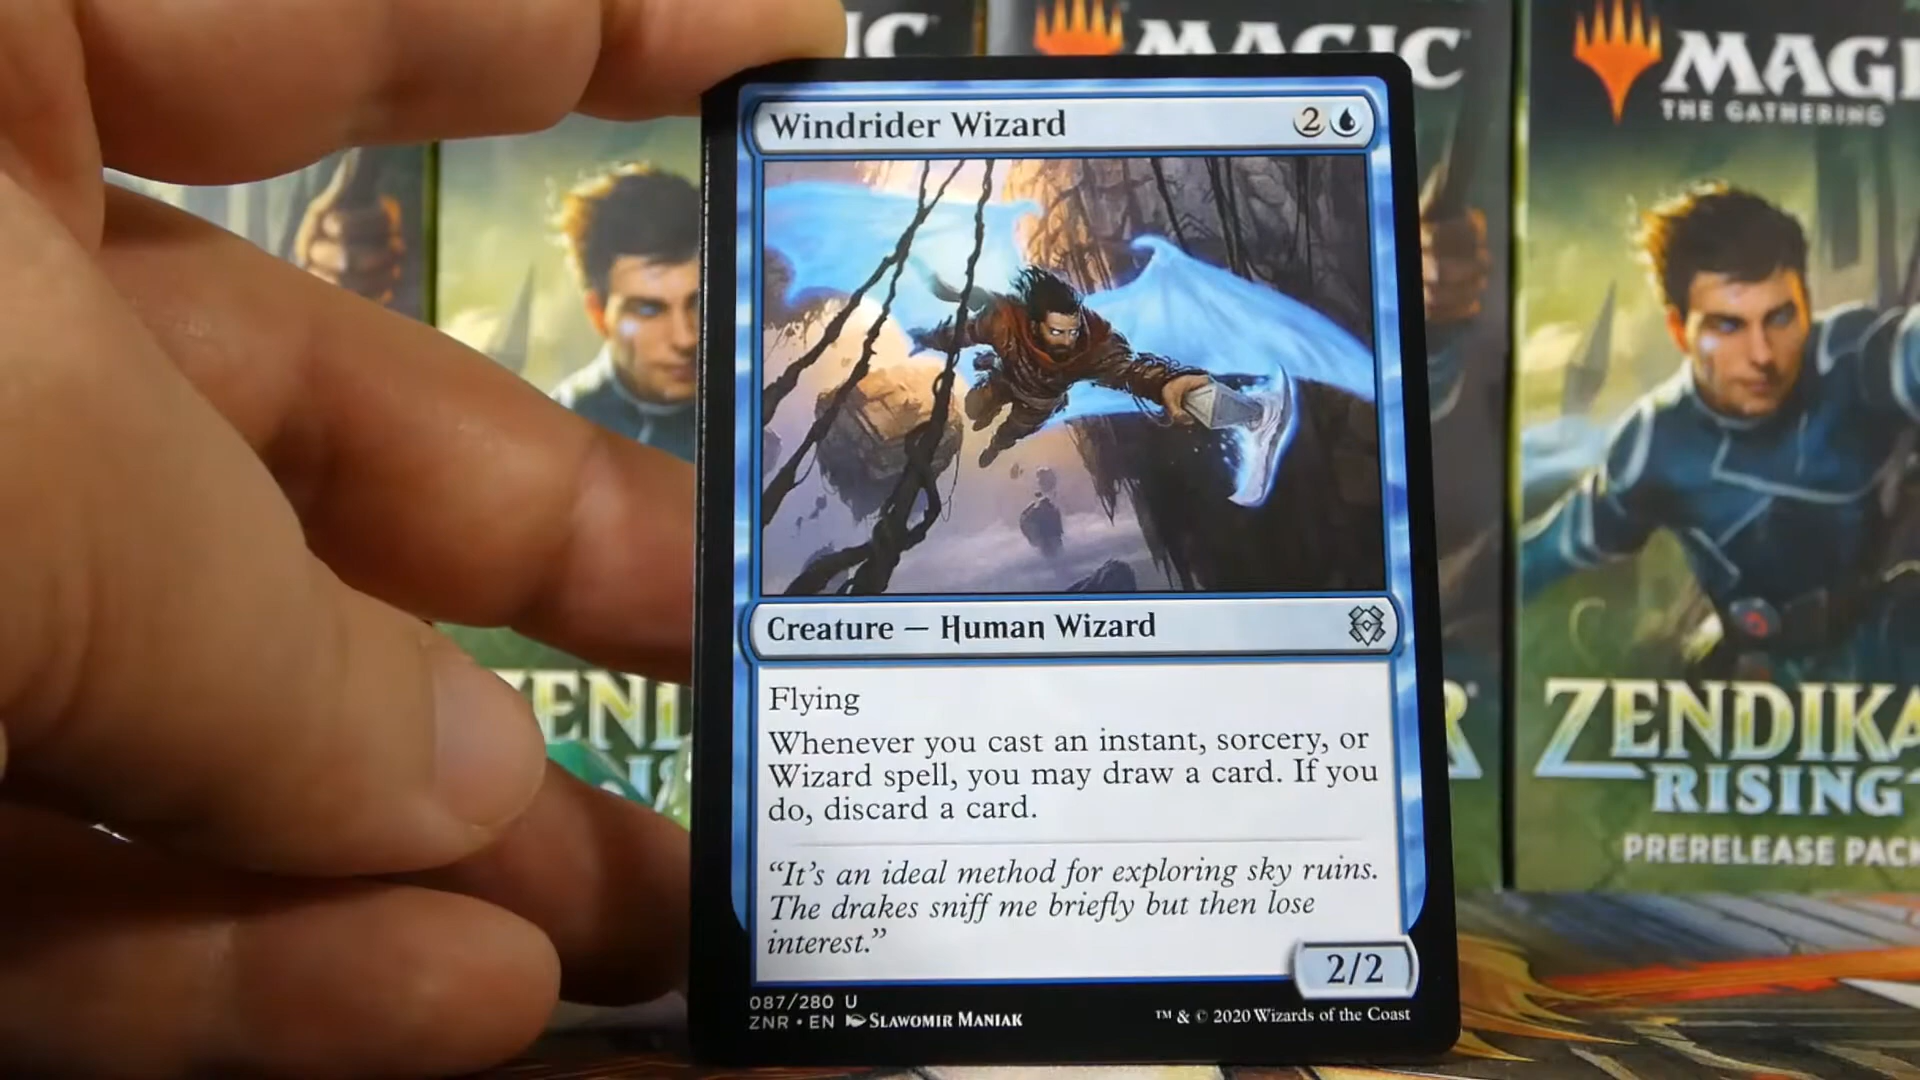 IC
MAGIC
MAGI
THE GATHERING
Windrider Wizard
2
Creature — Human Wizard
Flying
Whenever you cast an instant, sorcery, or
Wizard spell, you may draw a card. If you
do, discard a card.
“It’s an ideal method for exploring sky ruins.
The drakes sniff me briefly but then lose
interest.”
2/2
087/280 U
ZNR • EN SLAWOMIR MANIAK
™ & © 2020 Wizards of the Coast
ZEND
R
ZENDIKA
RISING
PRERELEASE PACK